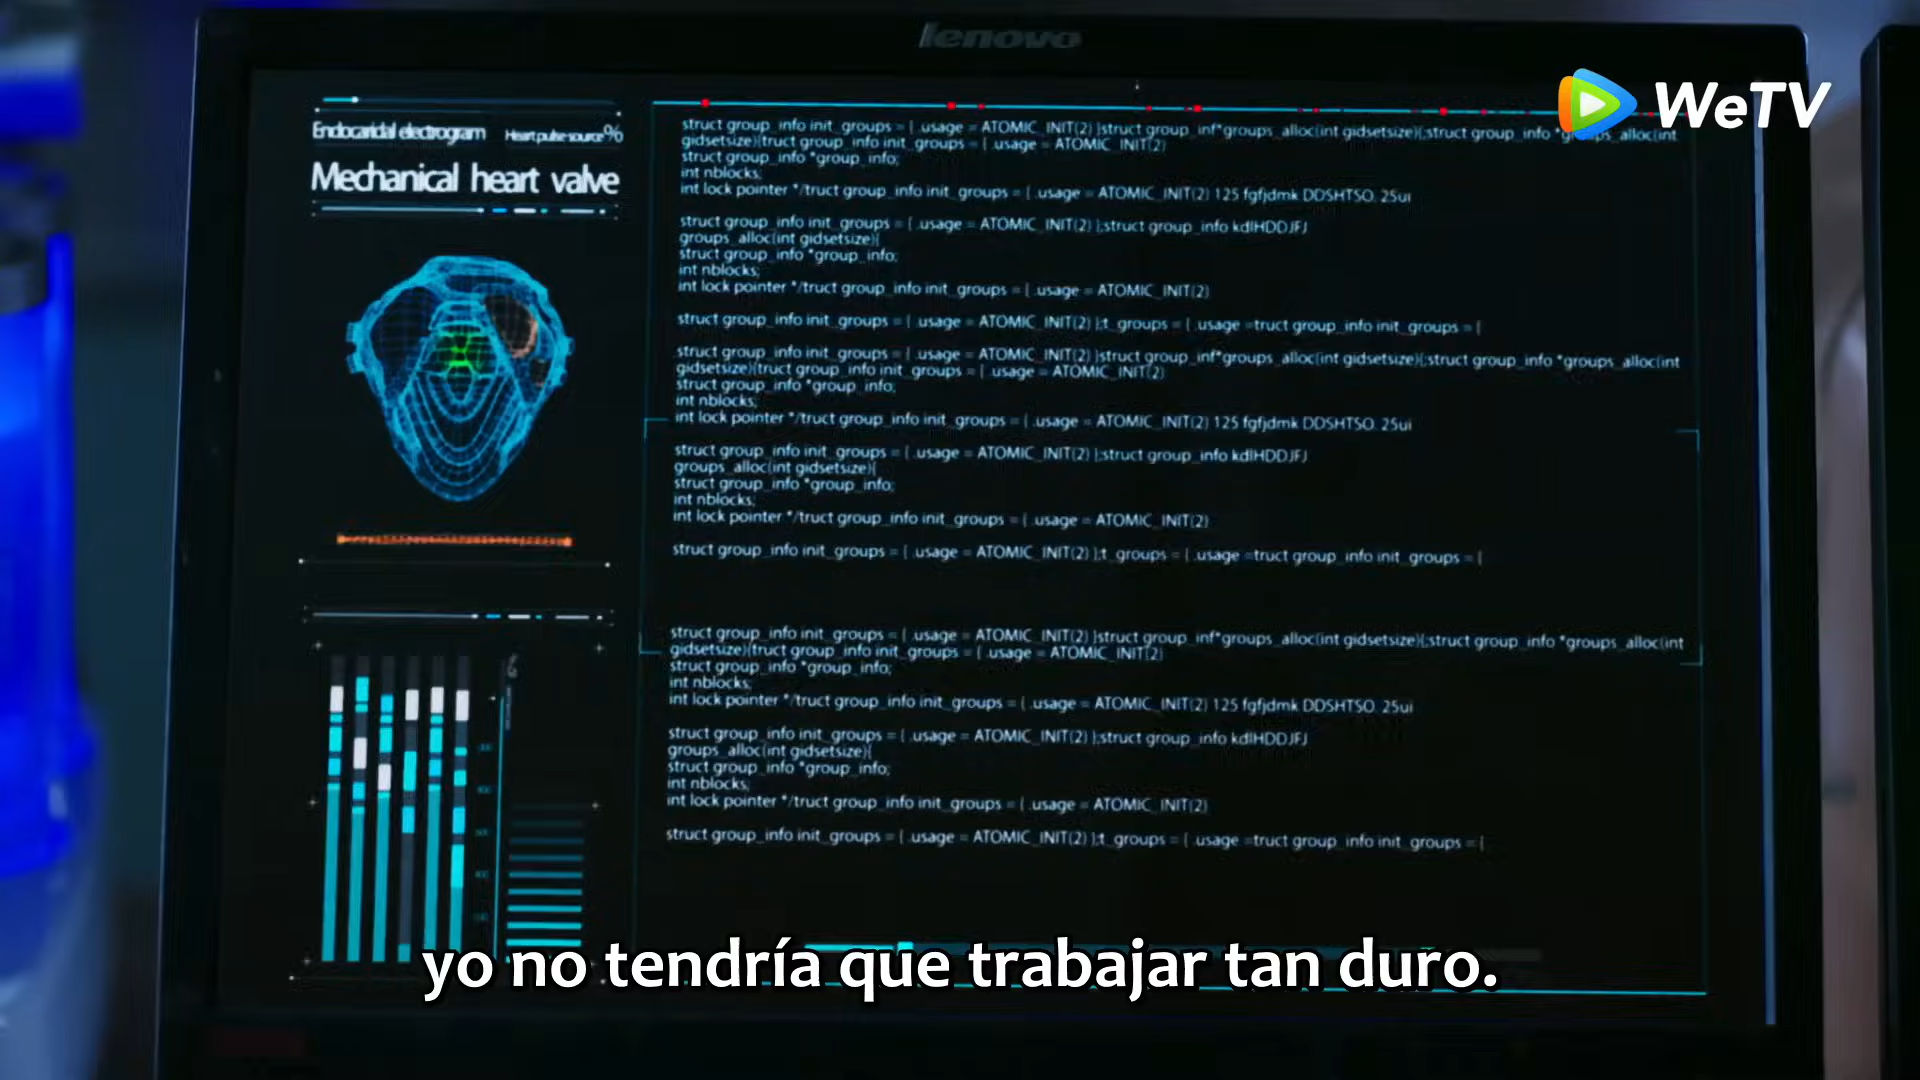 lenovo
WeTV
Endocaridal electrogram Heart pulse source%
Mechanical heart valve
struct group_info init_groups = { .usage = ATOMIC_INIT(2) };struct group_inf*groups_alloc(int gidsetsize){;struct group_info *groups_alloc(int
gidsetsize){truct group_info init_groups = { .usage = ATOMIC_INIT(2)
struct group_info *group_info;
int nblocks;
int lock pointer */truct group_info init_groups = { .usage = ATOMIC_INIT(2) 125 fgfjdmk DDSHTSO. 25ui
struct group_info init_groups = { .usage = ATOMIC_INIT(2) };struct group_info kdlHDDJFJ
groups_alloc(int gidsetsize){
struct group_info *group_info;
int nblocks;
int lock pointer */truct group_info init_groups = { .usage = ATOMIC_INIT(2)
struct group_info init_groups = { .usage = ATOMIC_INIT(2) };t_groups = { .usage =truct group_info init_groups = {
struct group_info init_groups = { .usage = ATOMIC_INIT(2) }struct group_inf*groups_alloc(int gidsetsize){;struct group_info *groups_alloc(int
gidsetsize){truct group_info init_groups = { .usage = ATOMIC_INIT(2)
struct group_info *group_info;
int nblocks;
int lock pointer */truct group_info init_groups = { .usage = ATOMIC_INIT(2) 125 fgfjdmk DDSHTSO. 25ui
struct group_info init_groups = { .usage = ATOMIC_INIT(2) };struct group_info kdlHDDJFJ
groups_alloc(int gidsetsize){
struct group_info *group_info;
int nblocks;
int lock pointer */truct group_info init_groups = { .usage = ATOMIC_INIT(2)
struct group_info init_groups = { .usage = ATOMIC_INIT(2) };t_groups = { .usage =truct group_info init_groups = {
struct group_info init_groups = { .usage = ATOMIC_INIT(2) }struct group_inf*groups_alloc(int gidsetsize){;struct group_info *groups_alloc(int
gidsetsize){truct group_info init_groups = { .usage = ATOMIC_INIT(2)
struct group_info *group_info;
int nblocks;
int lock pointer */truct group_info init_groups = { .usage = ATOMIC_INIT(2) 125 fgfjdmk DDSHTSO. 25ui
struct group_info init_groups = { .usage = ATOMIC_INIT(2) };struct group_info kdlHDDJFJ
groups_alloc(int gidsetsize){
struct group_info *group_info;
int nblocks;
int lock pointer */truct group_info init_groups = { .usage = ATOMIC_INIT(2)
struct group_info init_groups = { .usage = ATOMIC_INIT(2) };t_groups = { .usage =truct group_info init_groups = {
yo no tendría que trabajar tan duro.